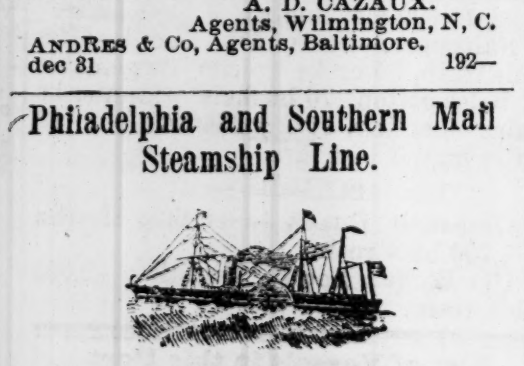 A. D. CAZAUX.
Agents, Wilmington, N, C.
ANDRES & Co, Agents, Baltimore.
dec 31 192—
Philadelphia and Southern Mail
Steamship Line.